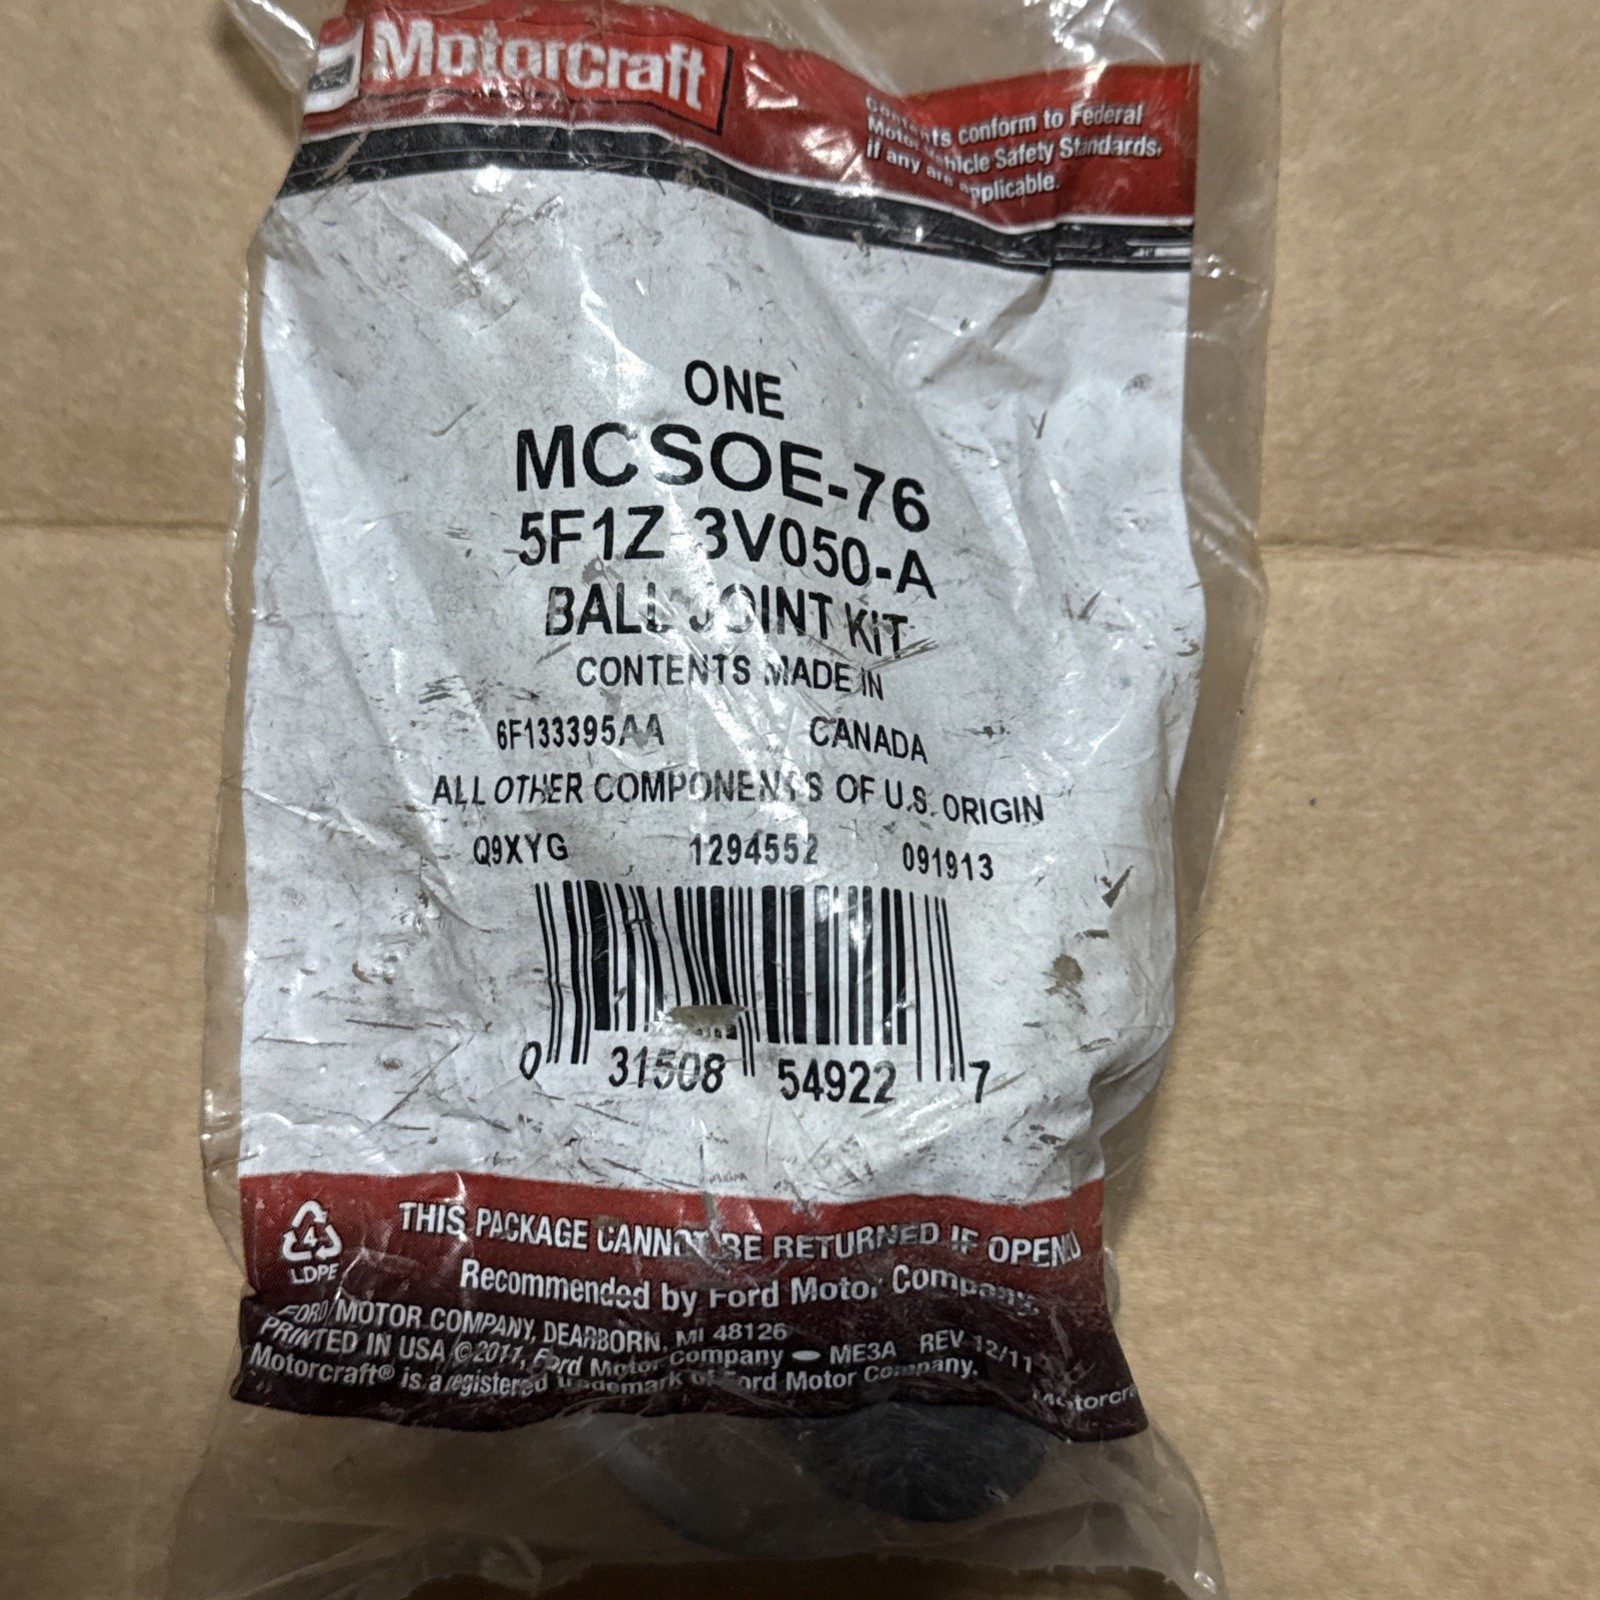 Motorcraft
Contents conform to Federal
Motor Vehicle Safety Standards,
if any are applicable.
ONE
MCSOE-76
5F1Z-3V050-A
BALL JOINT KIT
CONTENTS MADE IN
6F133395AA CANADA
ALL OTHER COMPONENTS OF U.S. ORIGIN
Q9XYG 1294552 091913
0 31508 54922 7
4
LDPE
THIS PACKAGE CANNOT BE RETURNED IF OPENED
Recommended by Ford Motor Company.
FORD MOTOR COMPANY, DEARBORN, MI 48126
PRINTED IN USA ©2011, Ford Motor Company ME3A REV 12/11
Motorcraft® is a registered trademark of Ford Motor Company.
Motorcra